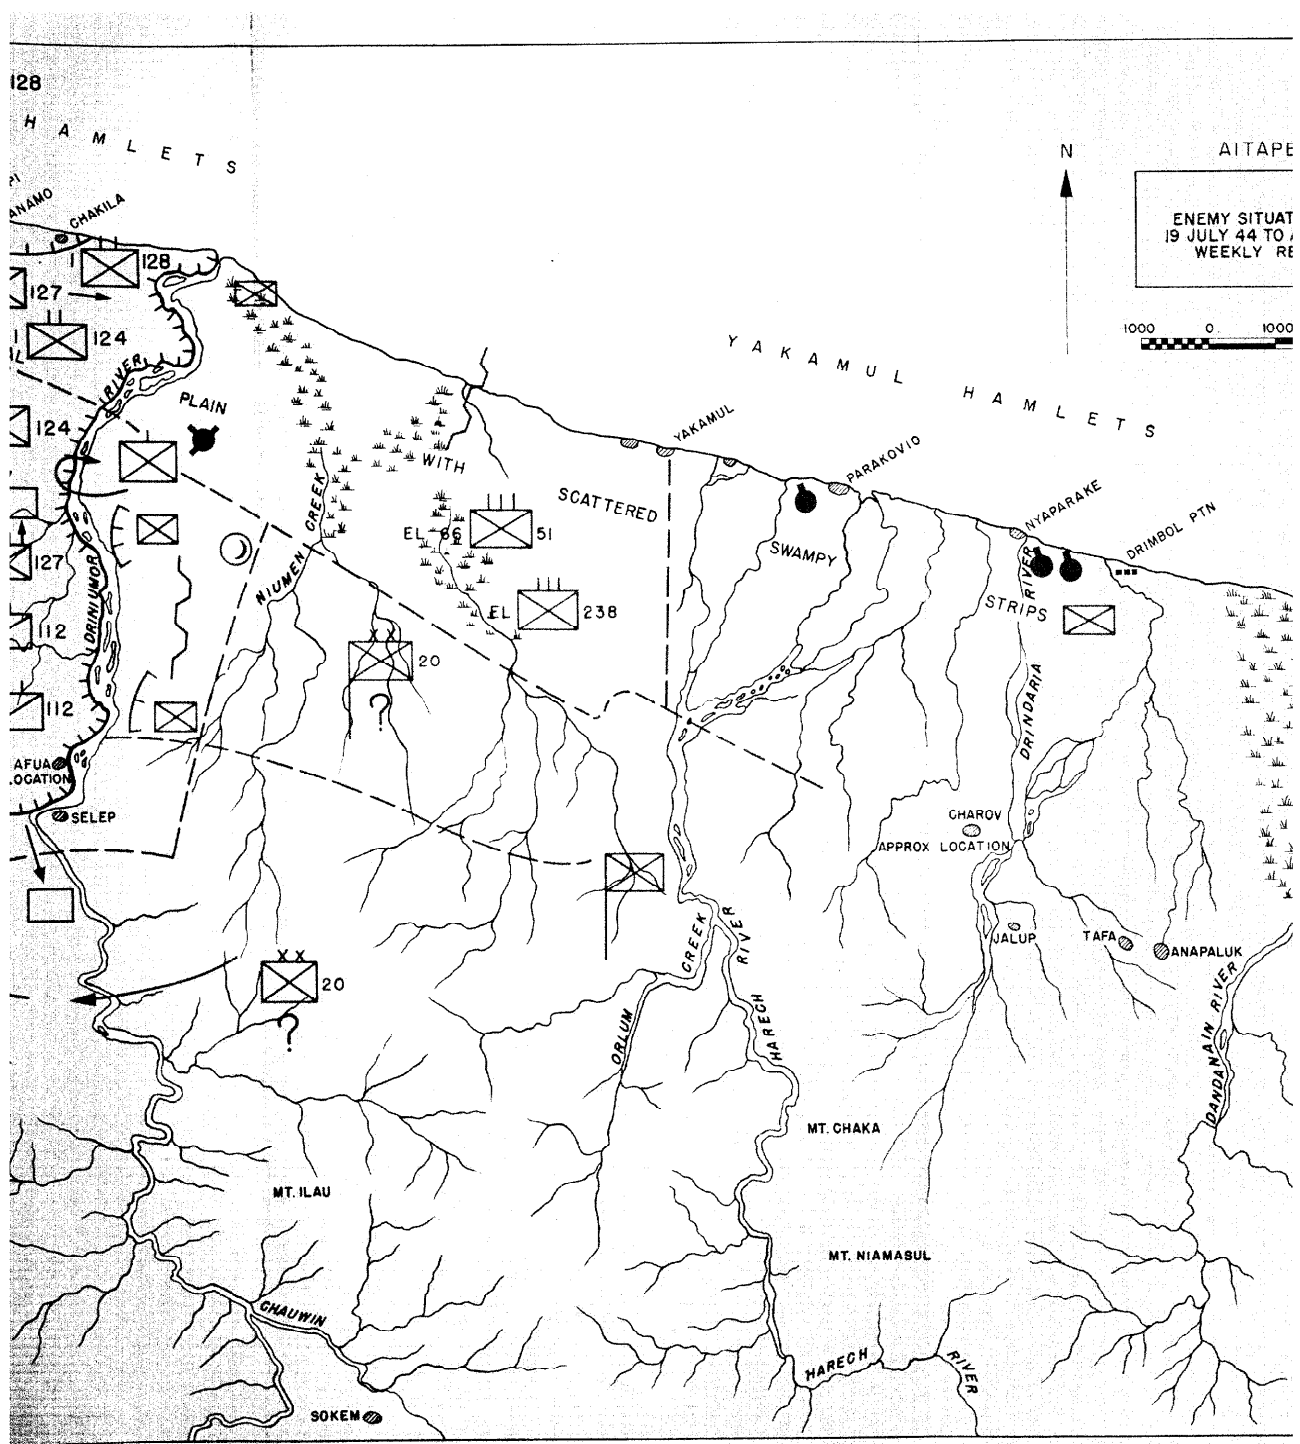 128
HAMLETS
N
AITAPE
ANAMO
CHAKILA
ENEMY SITUAT
19 JULY 44 TO
WEEKLY RE
1 128
127
1000 0 1000
124
YAKAMUL HAMLETS
RIVER
PLAIN
124
YAKAMUL
WITH
PARAKOVIO
SCATTERED
NYAPARAKE
DRIMBOL PTN
EL 66 51
SWAMPY
NIUMEN CREEK
127
DRINIUMOR
RIVER
STRIPS
EL 238
112
20
?
DRINDARIA
112
AFUA
LOCATION
SELEP
CHAROV
APPROX LOCATION
CREEK
RIVER
JALUP
TAFA
ANAPALUK
XX
20
?
ORLUM
HARECH
DANDANAIN RIVER
MT. CHAKA
MT. ILAU
MT. NIAMASUL
CHAUWIN
HARECH RIVER
SOKEM